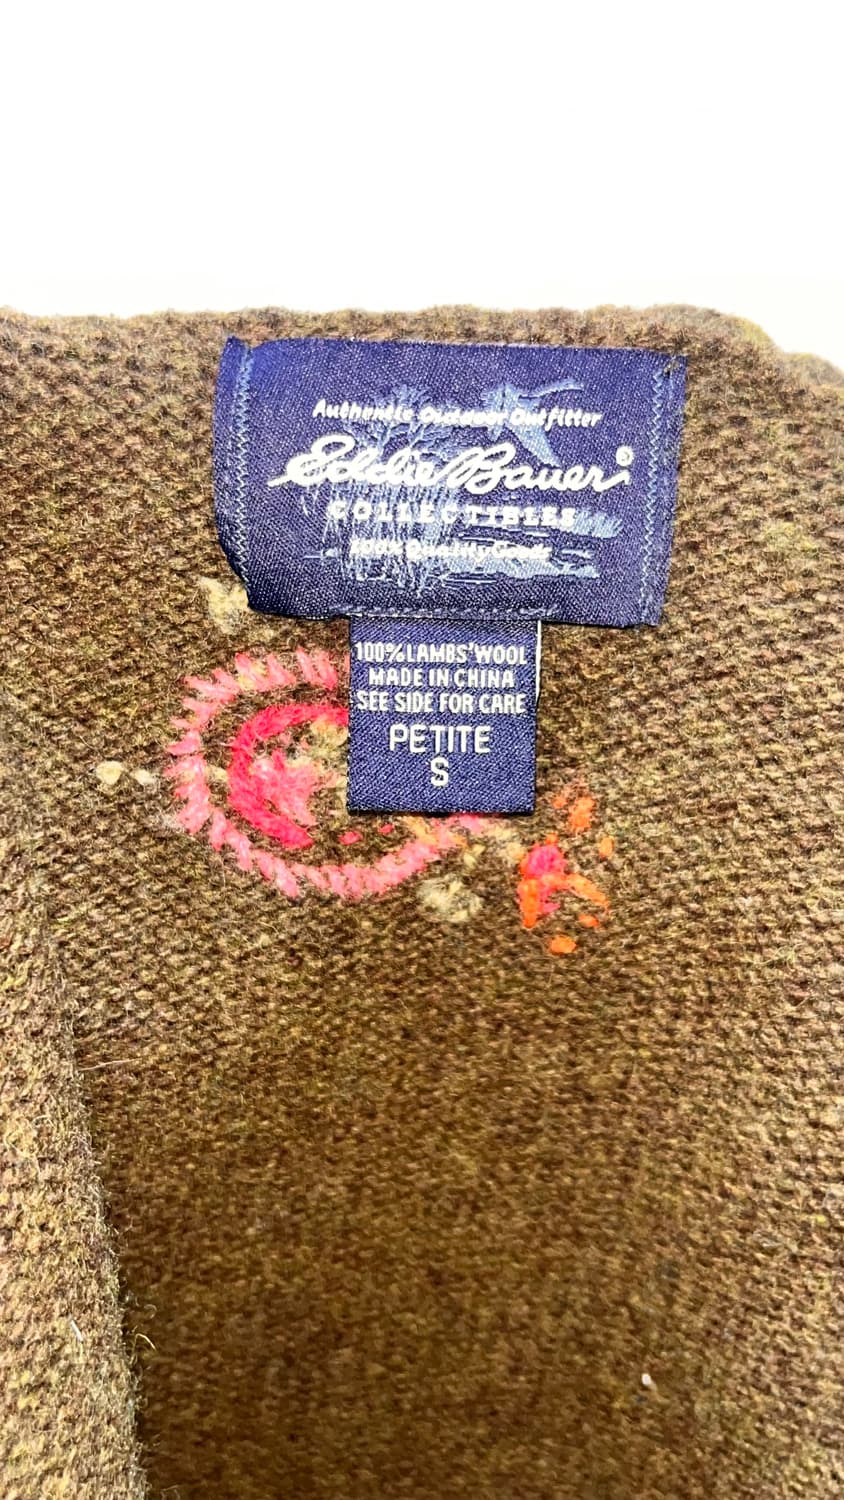 Authentic Outdoor Outfitter
Eddie Bauer®
COLLECTIBLES
100% Quality Goods
100% LAMBS' WOOL
MADE IN CHINA
SEE SIDE FOR CARE
PETITE
S